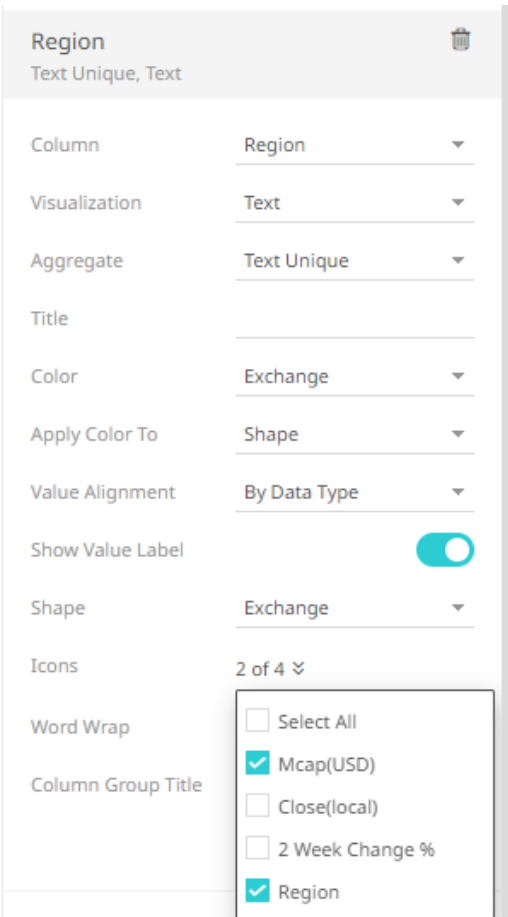 Region
Text Unique, Text
Column Region
Visualization Text
Aggregate Text Unique
Title
Color Exchange
Apply Color To Shape
Value Alignment By Data Type
Show Value Label
Shape Exchange
Icons 2 of 4
Word Wrap
Column Group Title
Select All
Mcap(USD)
Close(local)
2 Week Change %
Region